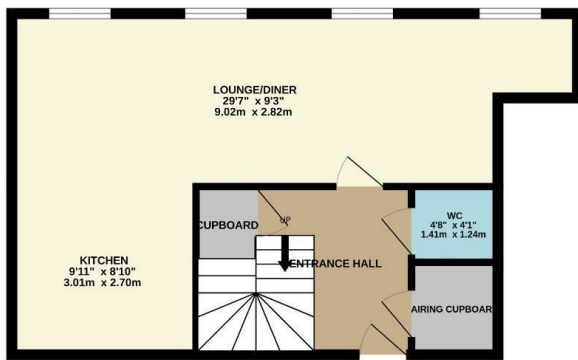 LOUNGE/DINER
29'7" x 9'3"
9.02m x 2.82m
CUPBOARD
UP
WC
4'8" x 4'1"
1.41m x 1.24m
KITCHEN
9'11" x 8'10"
3.01m x 2.70m
ENTRANCE HALL
AIRING CUPBOAR